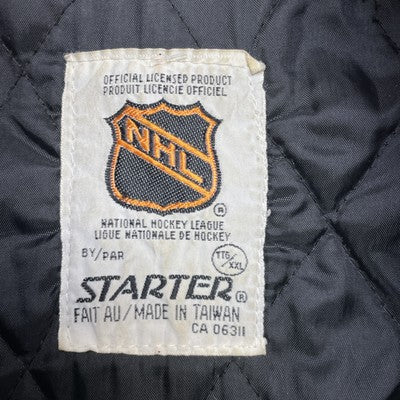 OFFICIAL LICENSED PRODUCT
PRODUIT LICENCIE OFFICIEL
NHL
®
NATIONAL HOCKEY LEAGUE
LIGUE NATIONALE DE HOCKEY
BY/PAR
TTG/XXL
STARTER®
FAIT AU/MADE IN TAIWAN
CA 06311